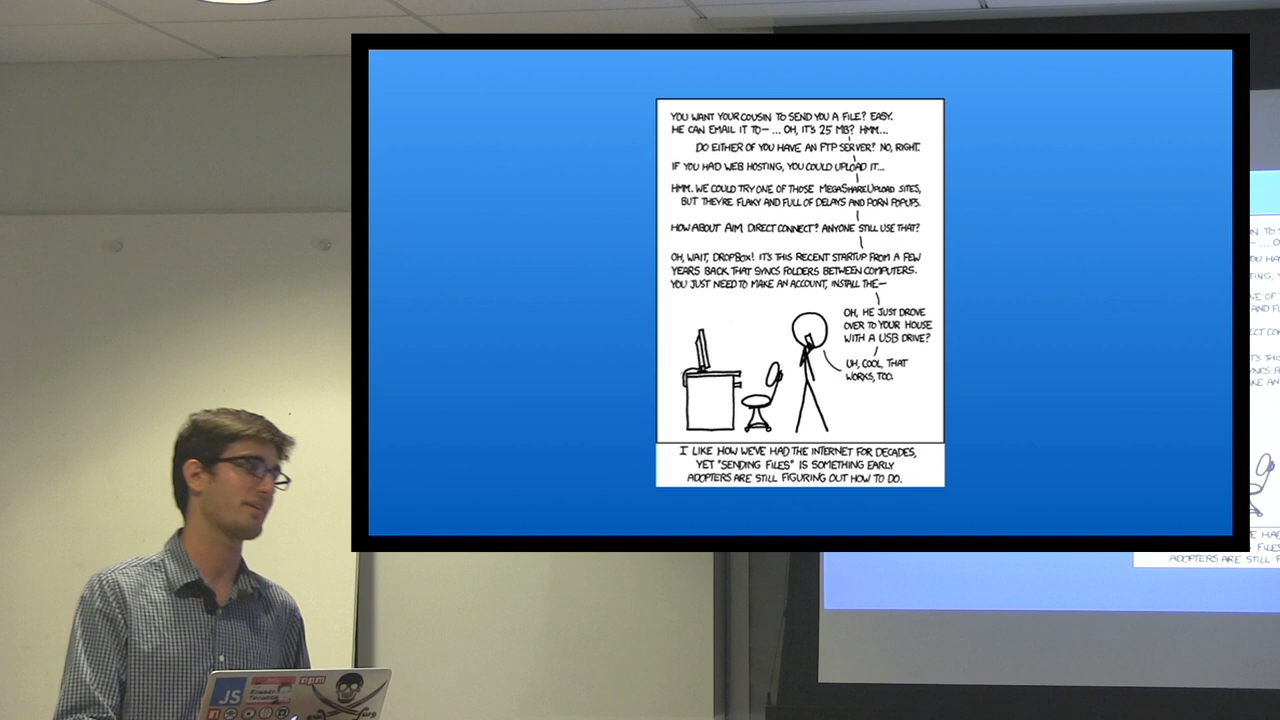 YOU WANT YOUR COUSIN TO SEND YOU A FILE? EASY.
HE CAN EMAIL IT TO— ... OH, IT'S 25 MB? HMM...
DO EITHER OF YOU HAVE AN FTP SERVER? NO, RIGHT.
IF YOU HAD WEB HOSTING, YOU COULD UPLOAD IT...
HMM. WE COULD TRY ONE OF THOSE MEGASHAREUPLOAD SITES,
BUT THEY'RE FLAKY AND FULL OF DELAYS AND PORN POPUPS.
HOW ABOUT AIM DIRECT CONNECT? ANYONE STILL USE THAT?
OH, WAIT, DROPBOX! IT'S THIS RECENT STARTUP FROM A FEW
YEARS BACK THAT SYNCS FOLDERS BETWEEN COMPUTERS.
YOU JUST NEED TO MAKE AN ACCOUNT, INSTALL THE—
OH, HE JUST DROVE
OVER TO YOUR HOUSE
WITH A USB DRIVE?
UH, COOL, THAT
WORKS, TOO.
I LIKE HOW WE'VE HAD THE INTERNET FOR DECADES,
YET "SENDING FILES" IS SOMETHING EARLY
ADOPTERS ARE STILL FIGURING OUT HOW TO DO.
ADOPTERS ARE STILL
JS
npm